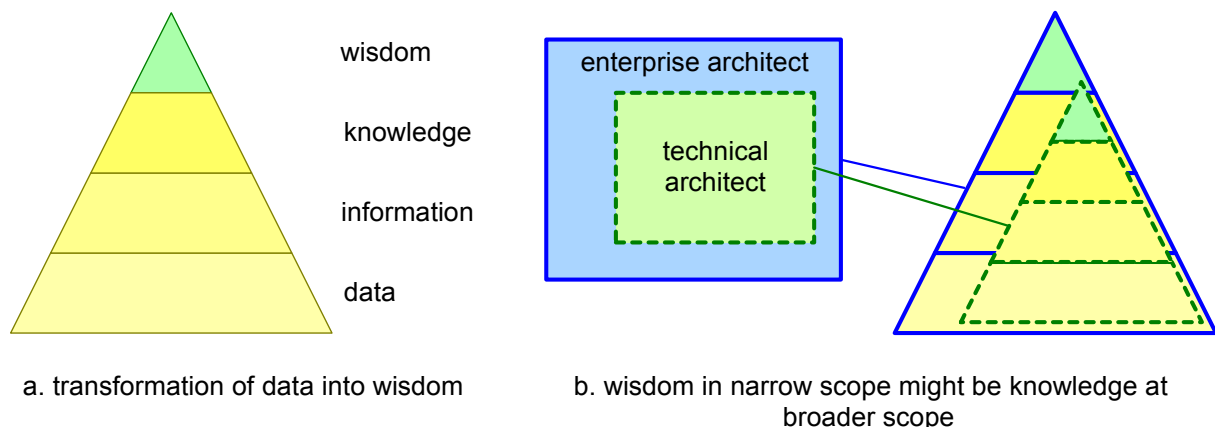 wisdom
knowledge
information
data
a. transformation of data into wisdom
enterprise architect
technical
architect
b. wisdom in narrow scope might be knowledge at
broader scope